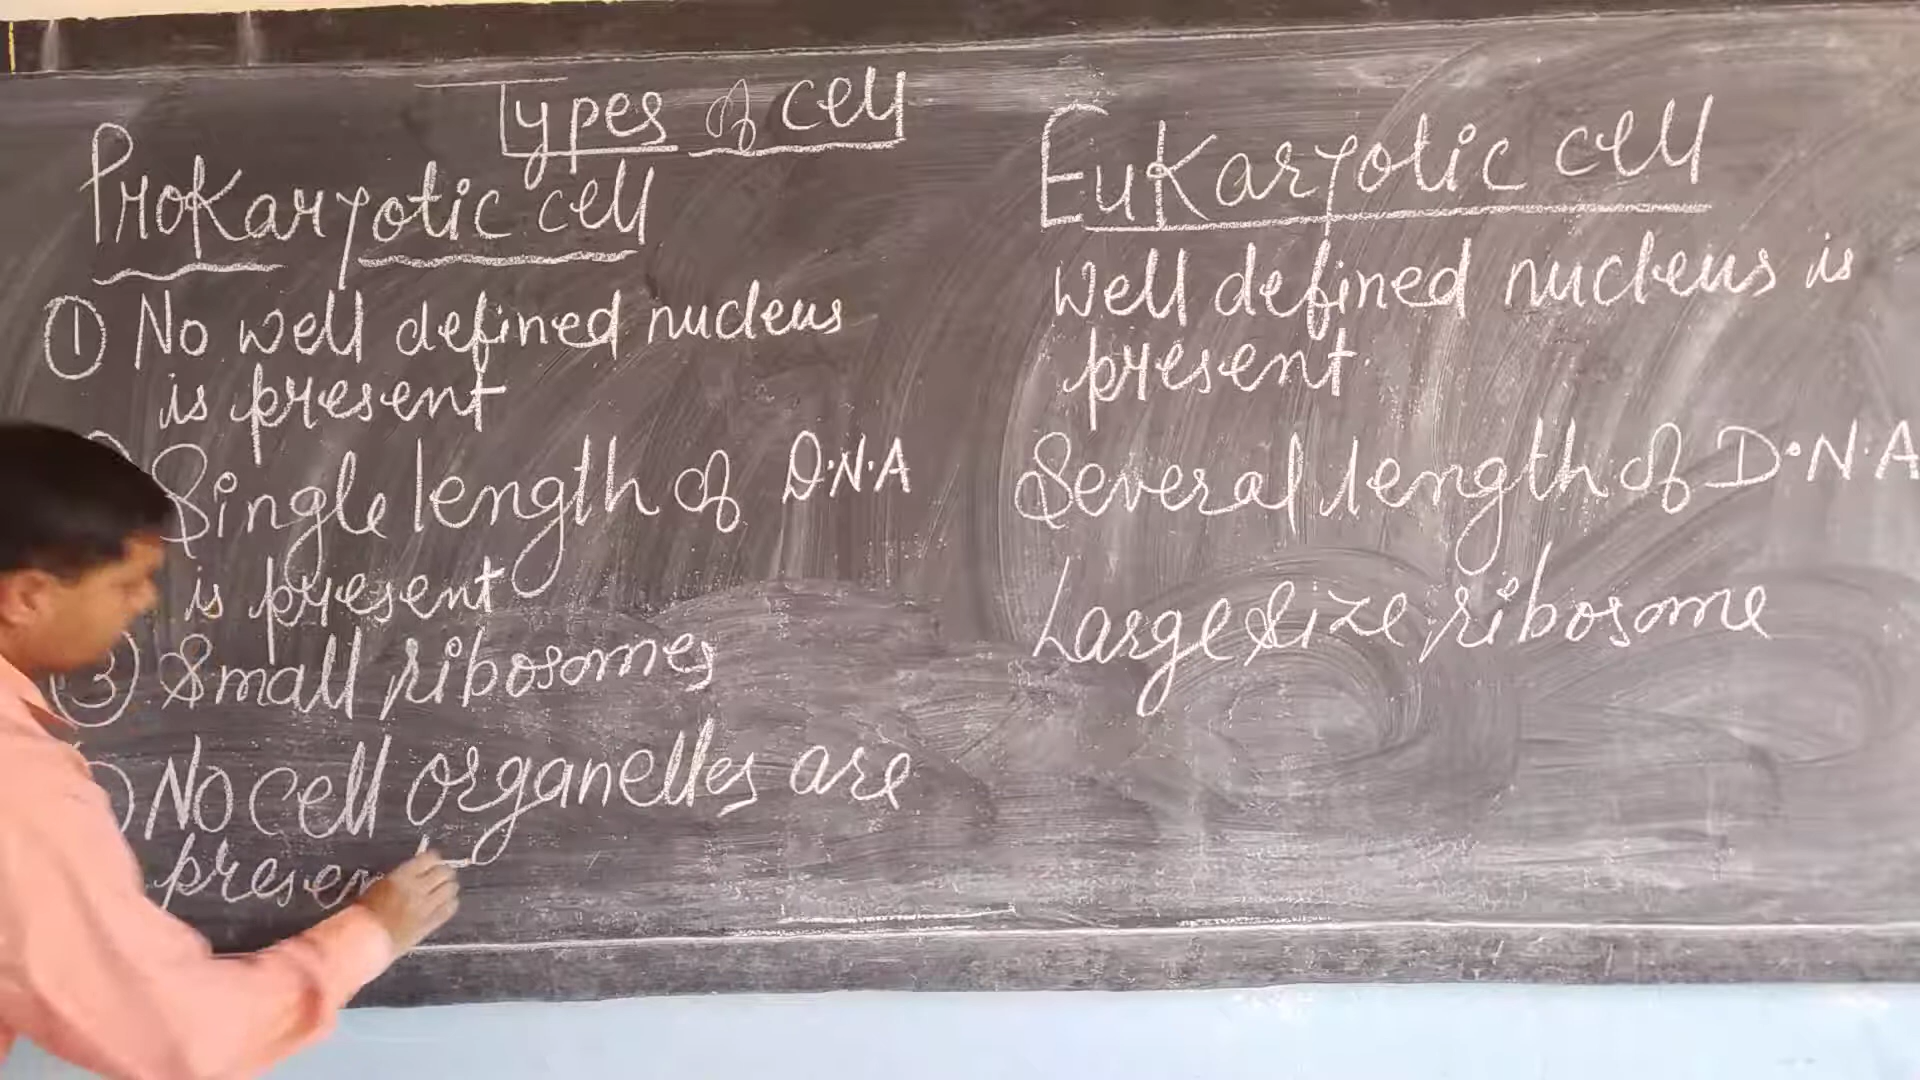 Types of cell
Prokaryotic cell
① No well defined nucleus
is present
Single length of D.N.A
is present
③ Small ribosomes
No cell organelles are
present
Eukaryotic cell
Well defined nucleus is
present.
Several length of D.N.A
Large size ribosome